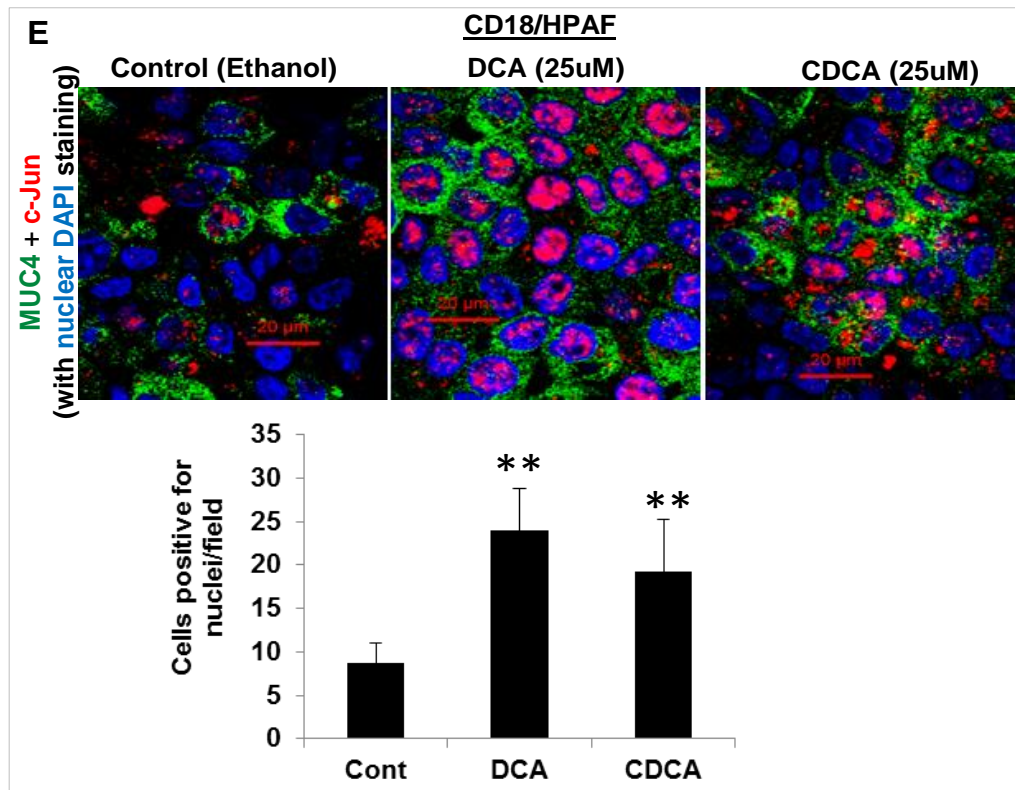 E
CD18/HPAF
Control (Ethanol)
DCA (25uM)
CDCA (25uM)
MUC4 + c-Jun
(with nuclear DAPI staining)
20 µm
20 µm
20 µm
35
30
25
20
15
10
5
0
Cells positive for
nuclei/field
**
**
Cont
DCA
CDCA